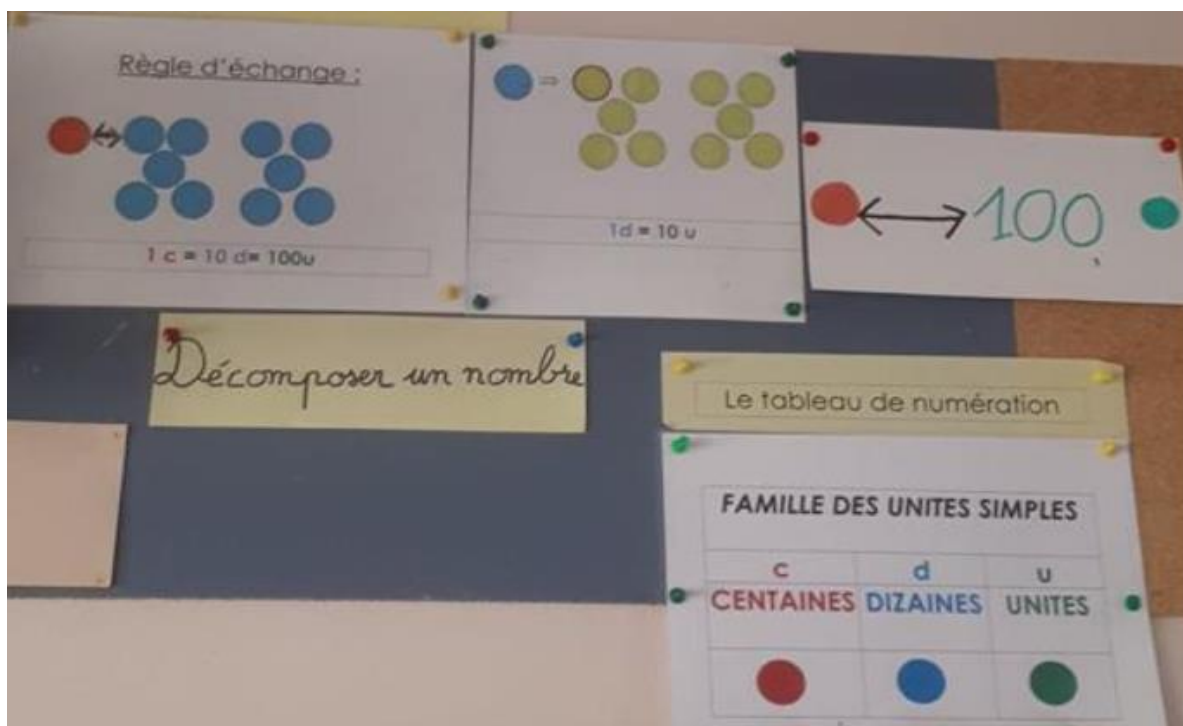 Règle d'échange :
1 c = 10 d= 100u
1d = 10 u
100
Décomposer un nombre
Le tableau de numération
FAMILLE DES UNITES SIMPLES
c d u
CENTAINES DIZAINES UNITES